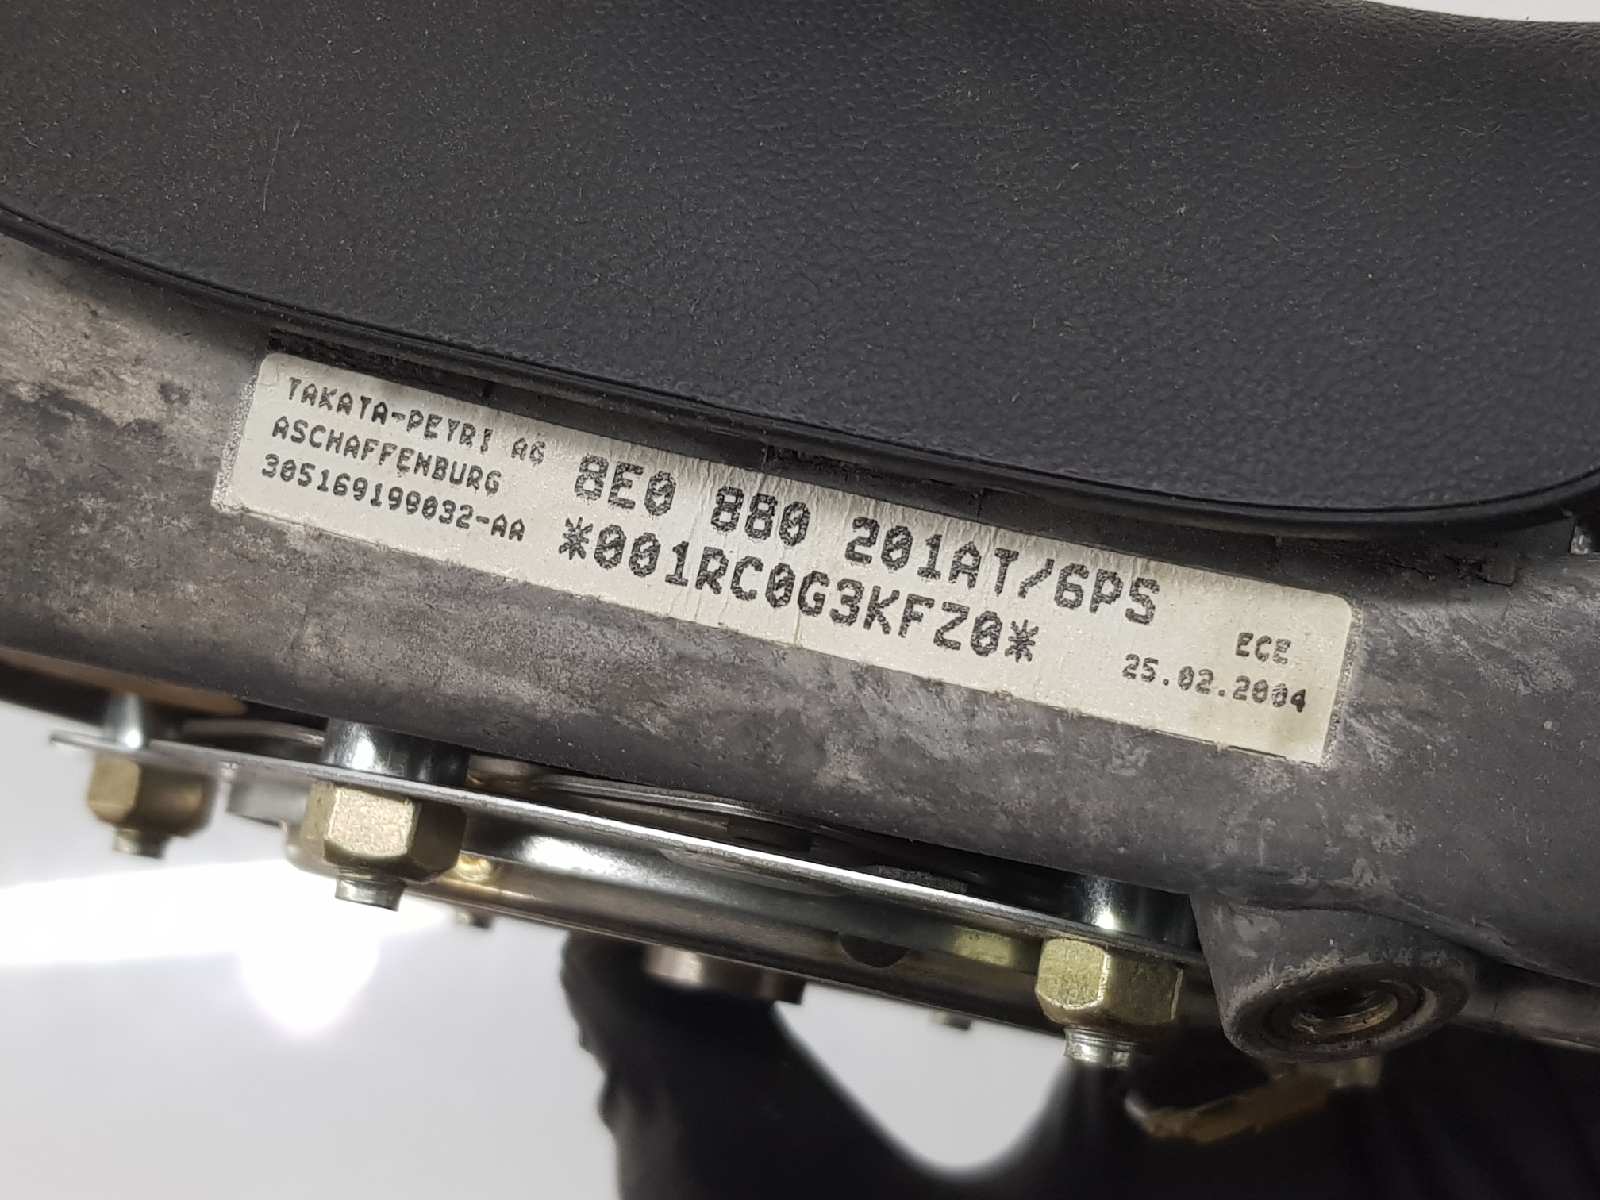 TAKATA-PETRI AG
ASCHAFFENBURG
305169199032-AA
8E0 880 201AT/6PS
*001RC0G3KFZ0*
ECE
25.02.2004